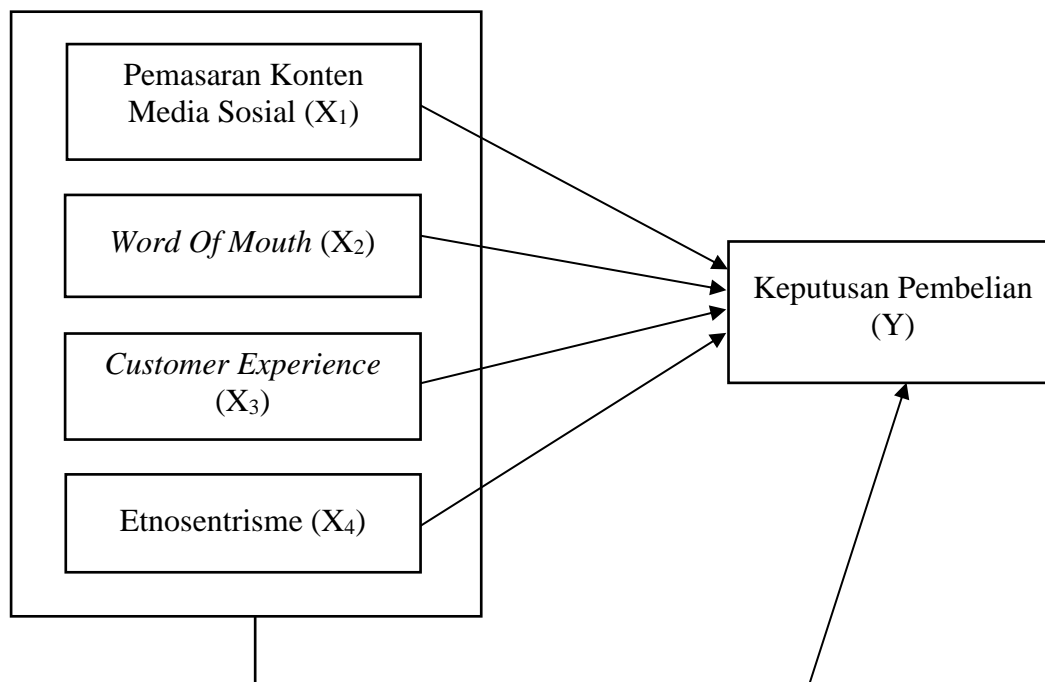 Pemasaran Konten
Media Sosial (X₁)
Word Of Mouth (X₂)
Customer Experience
(X₃)
Etnosentrisme (X₄)
Keputusan Pembelian
(Y)